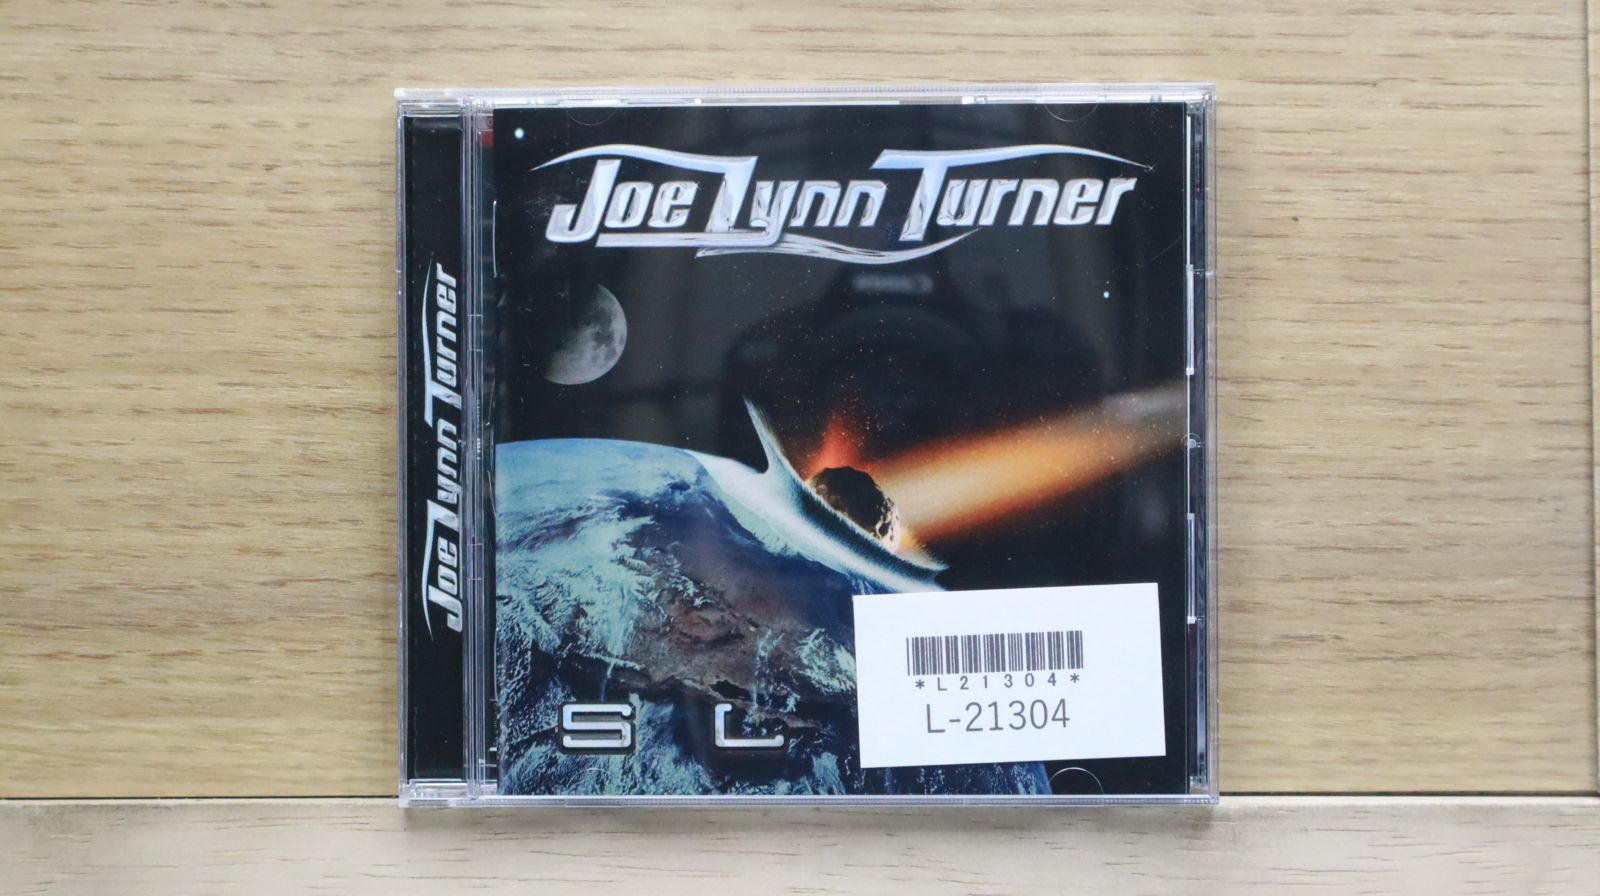 Joe Lynn Turner
Joe Lynn Turner
S L
*L21304*
L-21304